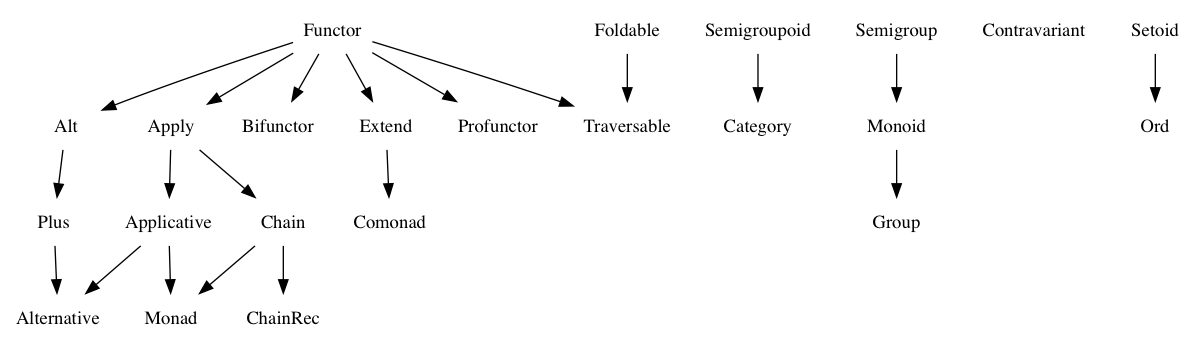 Functor Foldable Semigroupoid Semigroup Contravariant Setoid
Alt Apply Bifunctor Extend Profunctor Traversable Category Monoid Ord
Plus Applicative Chain Comonad Group
Alternative Monad ChainRec